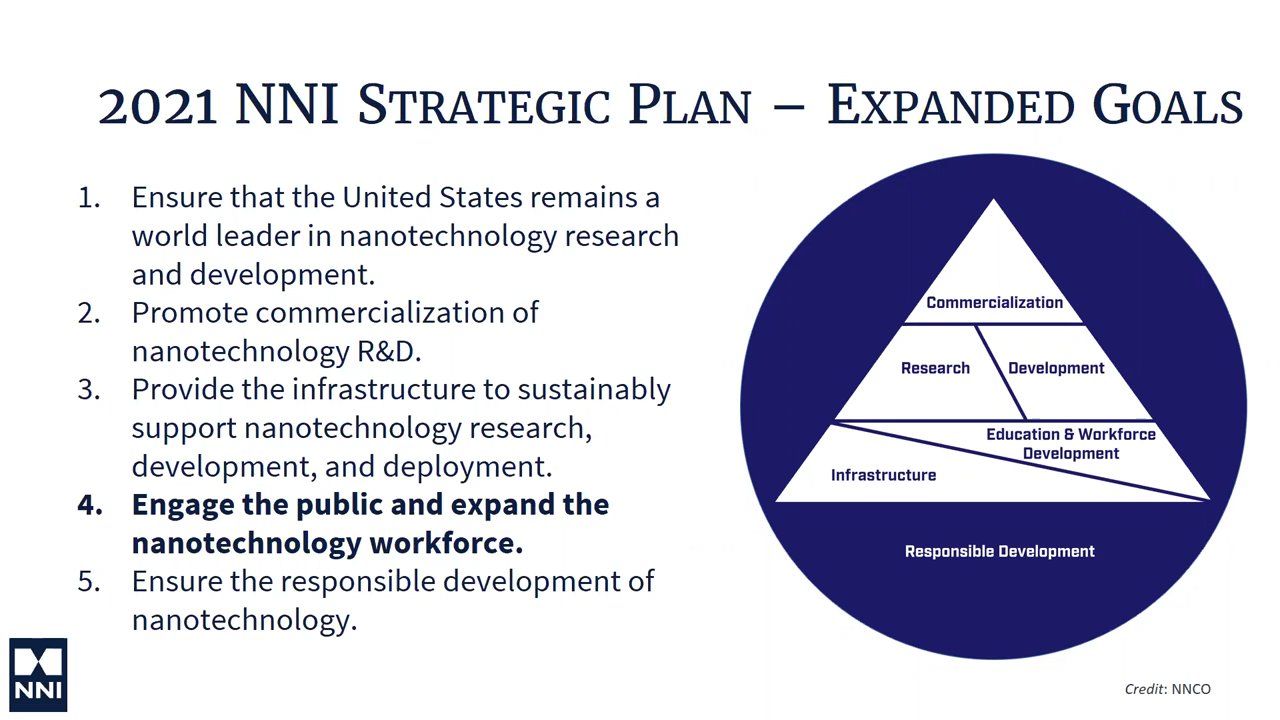 2021 NNI Strategic Plan – Expanded Goals
1. Ensure that the United States remains a
world leader in nanotechnology research
and development.
2. Promote commercialization of
nanotechnology R&D.
3. Provide the infrastructure to sustainably
support nanotechnology research,
development, and deployment.
4. Engage the public and expand the
nanotechnology workforce.
5. Ensure the responsible development of
nanotechnology.
Commercialization
Research
Development
Education & Workforce
Development
Infrastructure
Responsible Development
NNI
Credit: NNCO